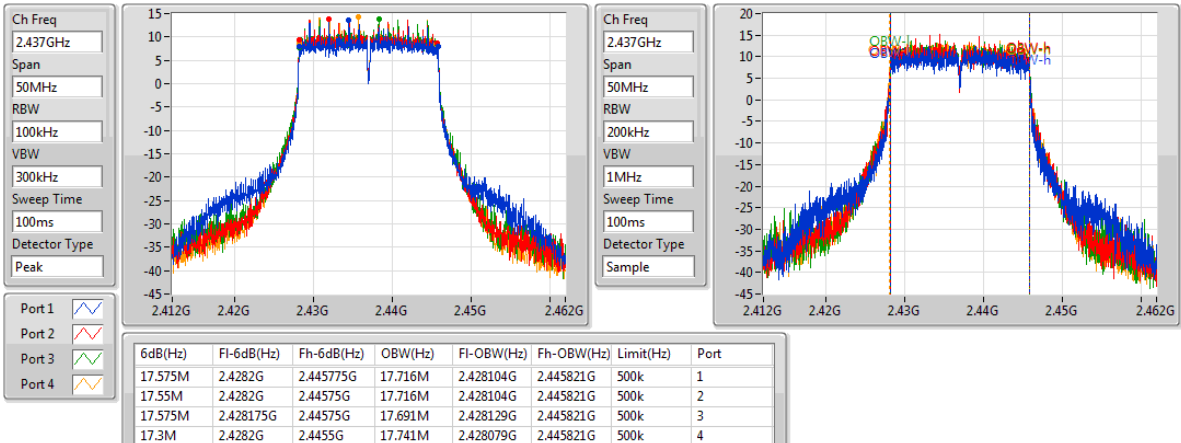 Ch Freq
2.437GHz
Span
50MHz
RBW
100kHz
VBW
300kHz
Sweep Time
100ms
Detector Type
Peak
Port 1
Port 2
Port 3
Port 4
15
10
5
0
-5
-10
-15
-20
-25
-30
-35
-40
-45
2.412G 2.42G 2.43G 2.44G 2.45G 2.462G
Ch Freq
2.437GHz
Span
50MHz
RBW
200kHz
VBW
1MHz
Sweep Time
100ms
Detector Type
Sample
20
15
10
5
0
-5
-10
-15
-20
-25
-30
-35
-40
-45
OBW-l
OBW-h
2.412G 2.42G 2.43G 2.44G 2.45G 2.462G
6dB(Hz) Fl-6dB(Hz) Fh-6dB(Hz) OBW(Hz) Fl-OBW(Hz) Fh-OBW(Hz) Limit(Hz) Port
17.575M 2.4282G 2.445775G 17.716M 2.428104G 2.445821G 500k 1
17.55M 2.4282G 2.44575G 17.716M 2.428104G 2.445821G 500k 2
17.575M 2.428175G 2.44575G 17.691M 2.428129G 2.445821G 500k 3
17.3M 2.4282G 2.4455G 17.741M 2.428079G 2.445821G 500k 4